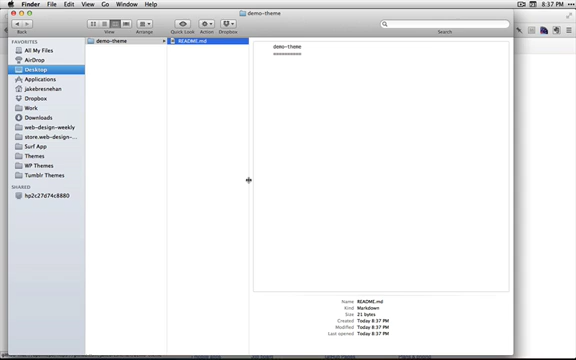 Finder File Edit View Go Window Help
8:37 PM
demo-theme
Back View Arrange Quick Look Action Dropbox Search
FAVORITES
All My Files
AirDrop
Desktop
Applications
jakebresnehan
Dropbox
Work
Downloads
web-design-weekly
store.web-design-...
Surf App
Themes
WP Themes
Tumblr Themes
SHARED
hp2c27d74c8880
demo-theme
README.md
demo-theme
==========
Name README.md
Kind Markdown
Size 21 bytes
Created Today 8:37 PM
Modified Today 8:37 PM
Last opened Today 8:37 PM